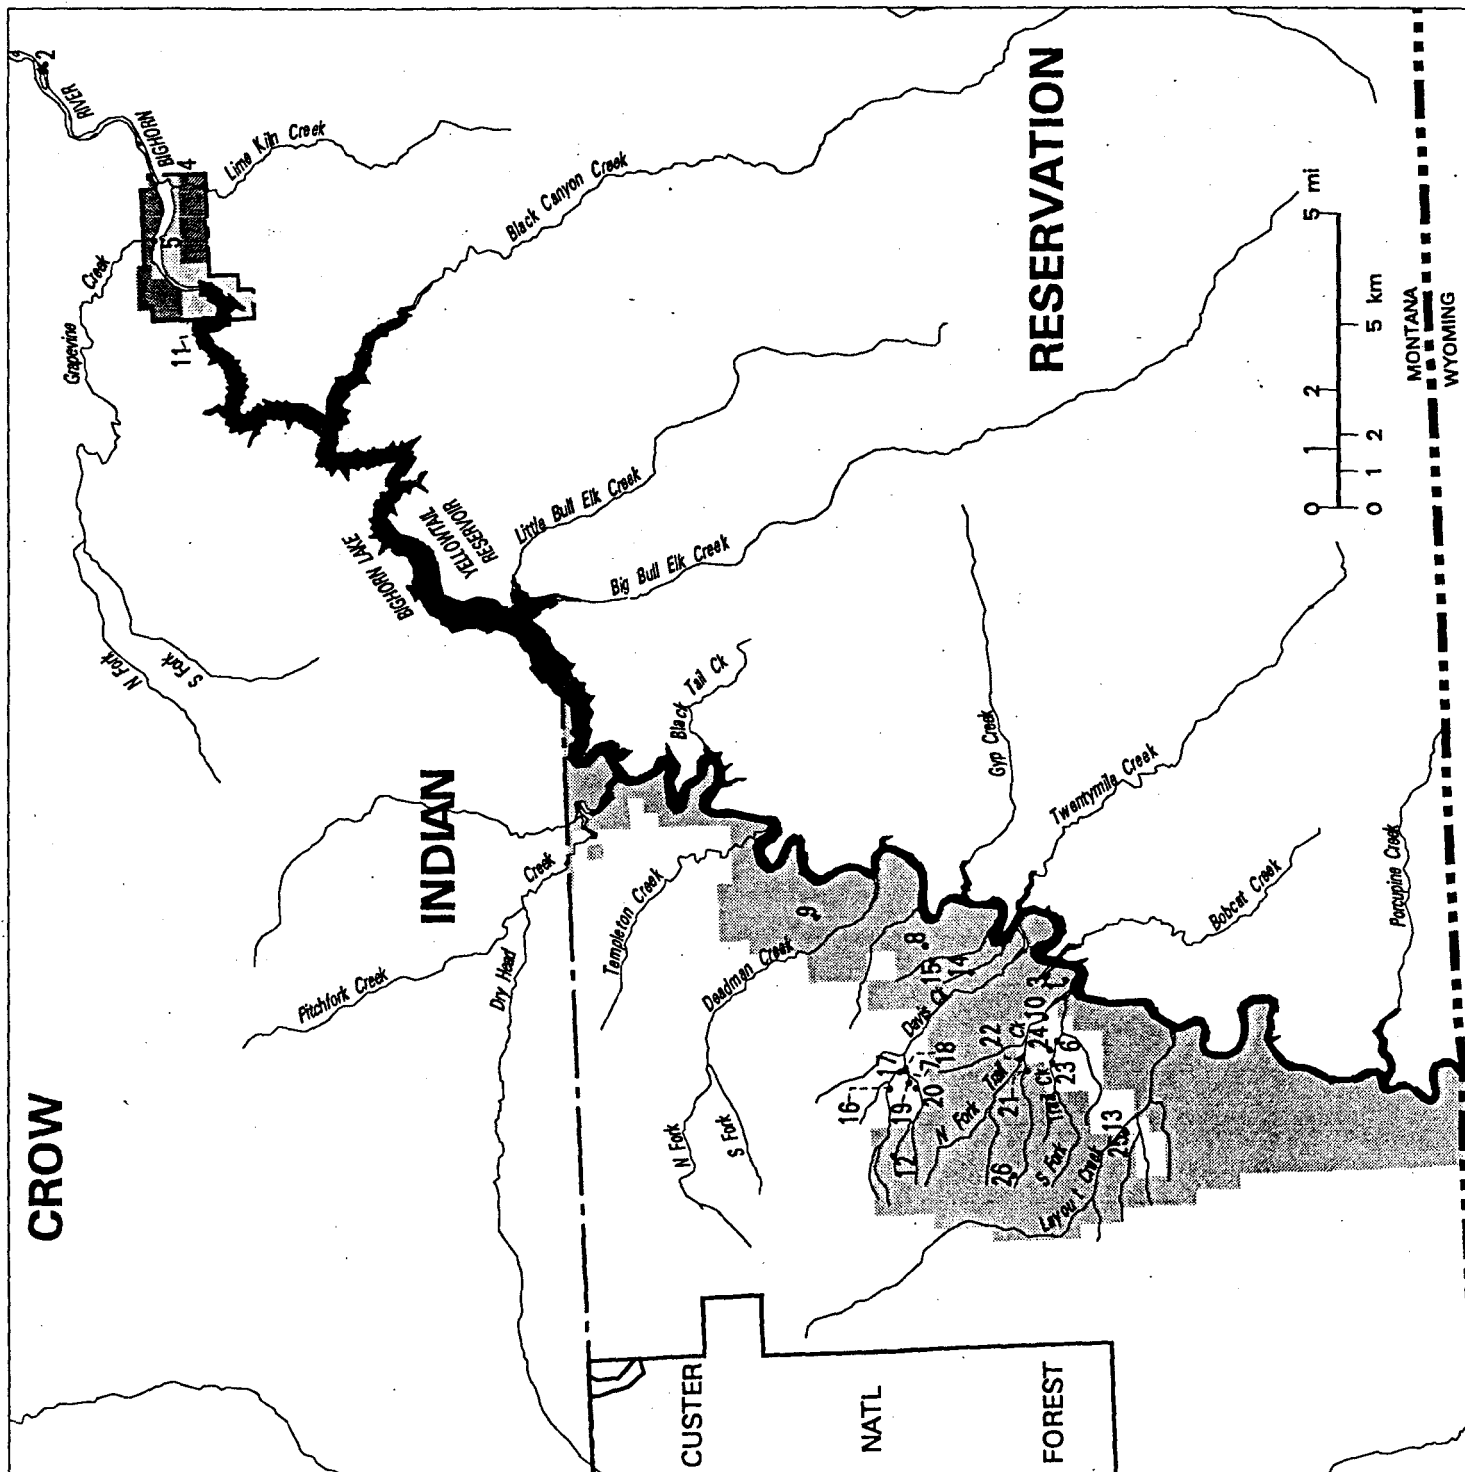 CROW
INDIAN
RESERVATION
CUSTER
NATL
FOREST
BIGHORN
RIVER
2
4
5
11
Lime Kiln Creek
Grapevine
Creek
N Fork
S Fork
Black Canyon Creek
BIGHORN LAKE
YELLOWTAIL
RESERVOIR
Little Bull Elk Creek
Big Bull Elk Creek
Black Tail Ck
Pitchfork Creek
Dry Head
Creek
Templeton Creek
Deadman Creek
N Fork
S Fork
9
8
15
14
Davis Ck
Gyp Creek
Twentymile Creek
Bobcat Creek
Porcupine Creek
16
17
7
18
19
20
12
22
N Fork Trail Ck
21
24
10
3
1
6
23
26
S Fork Trail Ck
Layout Creek
13
25
0 1 2 5 mi
0 1 2 5 km
MONTANA
WYOMING